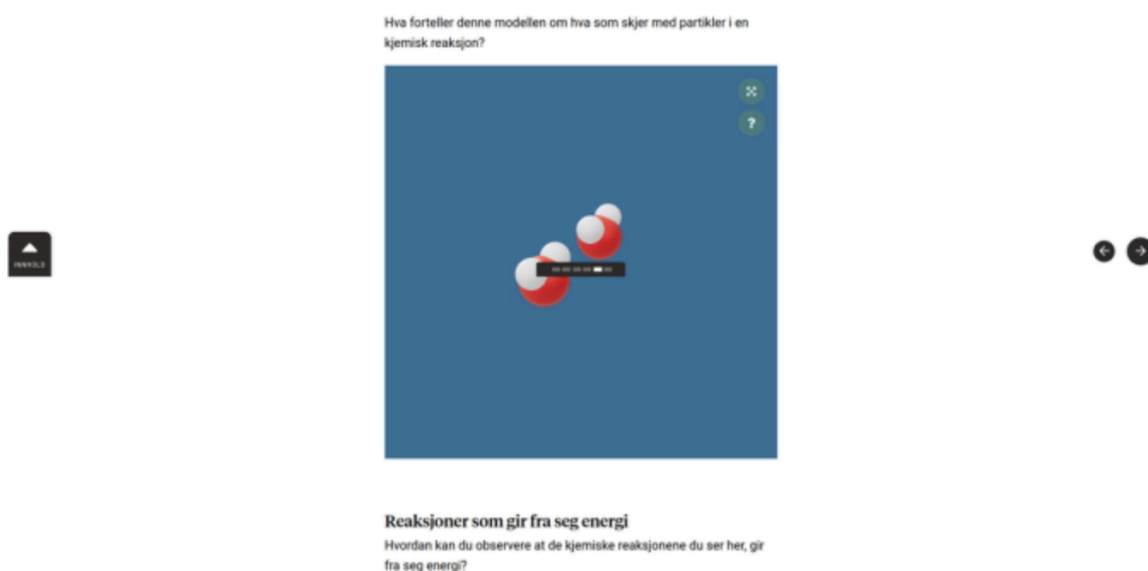 Hva forteller denne modellen om hva som skjer med partikler i en
kjemisk reaksjon?
?
INNHOLD
Reaksjoner som gir fra seg energi
Hvordan kan du observere at de kjemiske reaksjonene du ser her, gir
fra seg energi?